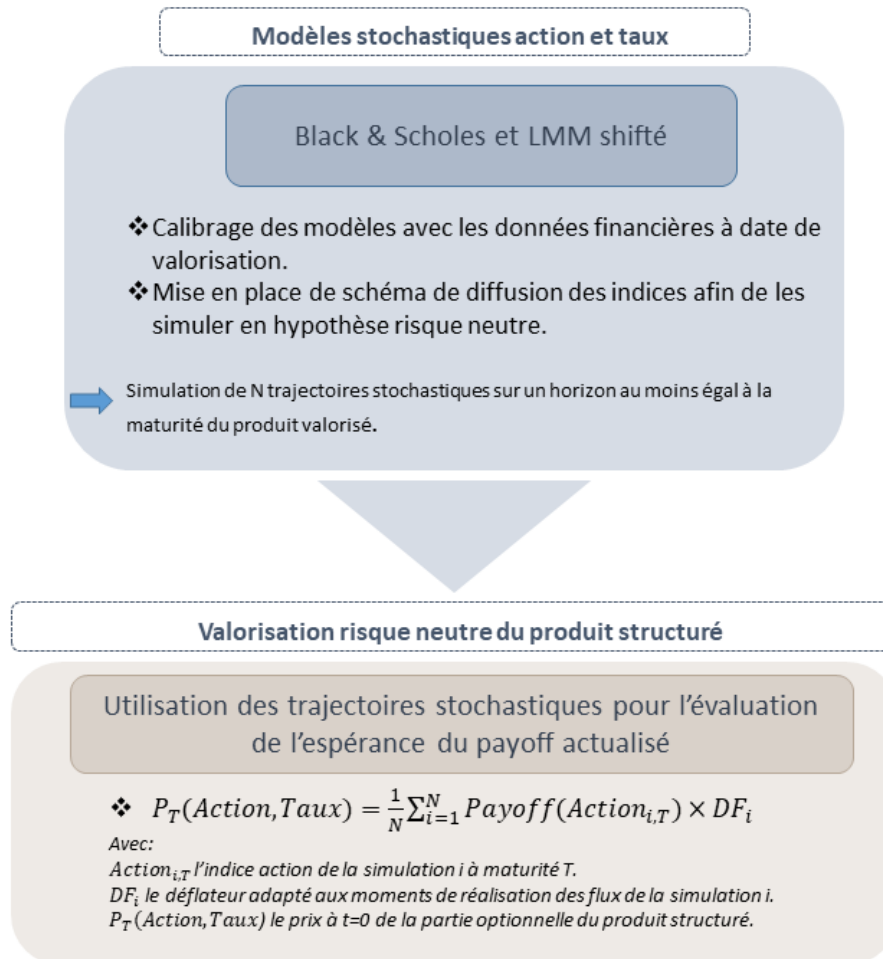 Modèles stochastiques action et taux
Black & Scholes et LMM shifté
❖ Calibrage des modèles avec les données financières à date de
valorisation.
❖ Mise en place de schéma de diffusion des indices afin de les
simuler en hypothèse risque neutre.
Simulation de N trajectoires stochastiques sur un horizon au moins égal à la
maturité du produit valorisé.
Valorisation risque neutre du produit structuré
Utilisation des trajectoires stochastiques pour l’évaluation
de l’espérance du payoff actualisé
❖ $P_T(Action, Taux) = \frac{1}{N}\sum_{i=1}^{N} Payoff(Action_{i,T}) \times DF_i$
Avec:
$Action_{i,T}$ l’indice action de la simulation i à maturité T.
$DF_i$ le déflateur adapté aux moments de réalisation des flux de la simulation i.
$P_T(Action, Taux)$ le prix à t=0 de la partie optionnelle du produit structuré.